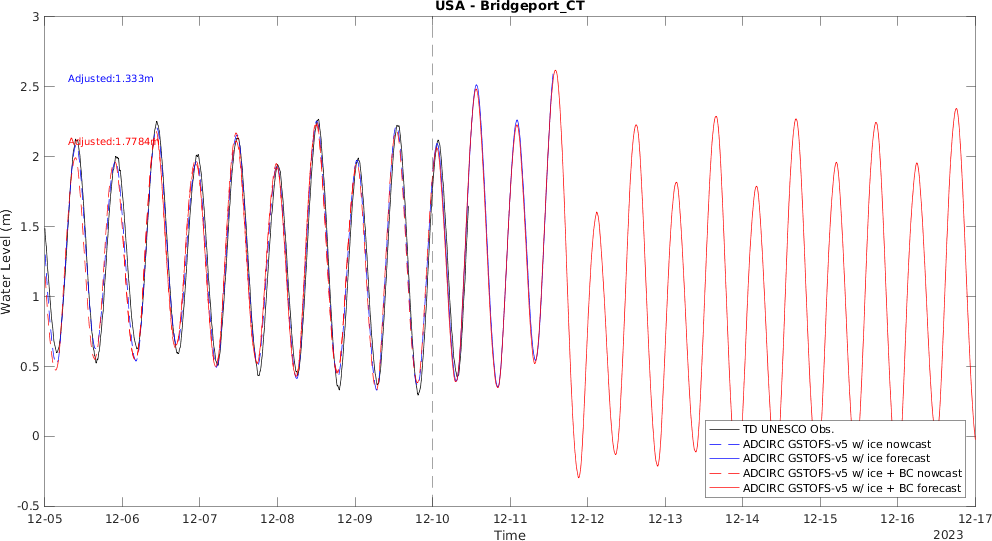 USA - Bridgeport_CT
Adjusted:1.333m
Adjusted:1.7784m
Water Level (m)
3
2.5
2
1.5
1
0.5
0
-0.5
TD UNESCO Obs.
ADCIRC GSTOFS-v5 w/ ice nowcast
ADCIRC GSTOFS-v5 w/ ice forecast
ADCIRC GSTOFS-v5 w/ ice + BC nowcast
ADCIRC GSTOFS-v5 w/ ice + BC forecast
12-05 12-06 12-07 12-08 12-09 12-10 12-11 12-12 12-13 12-14 12-15 12-16 12-17
Time
2023